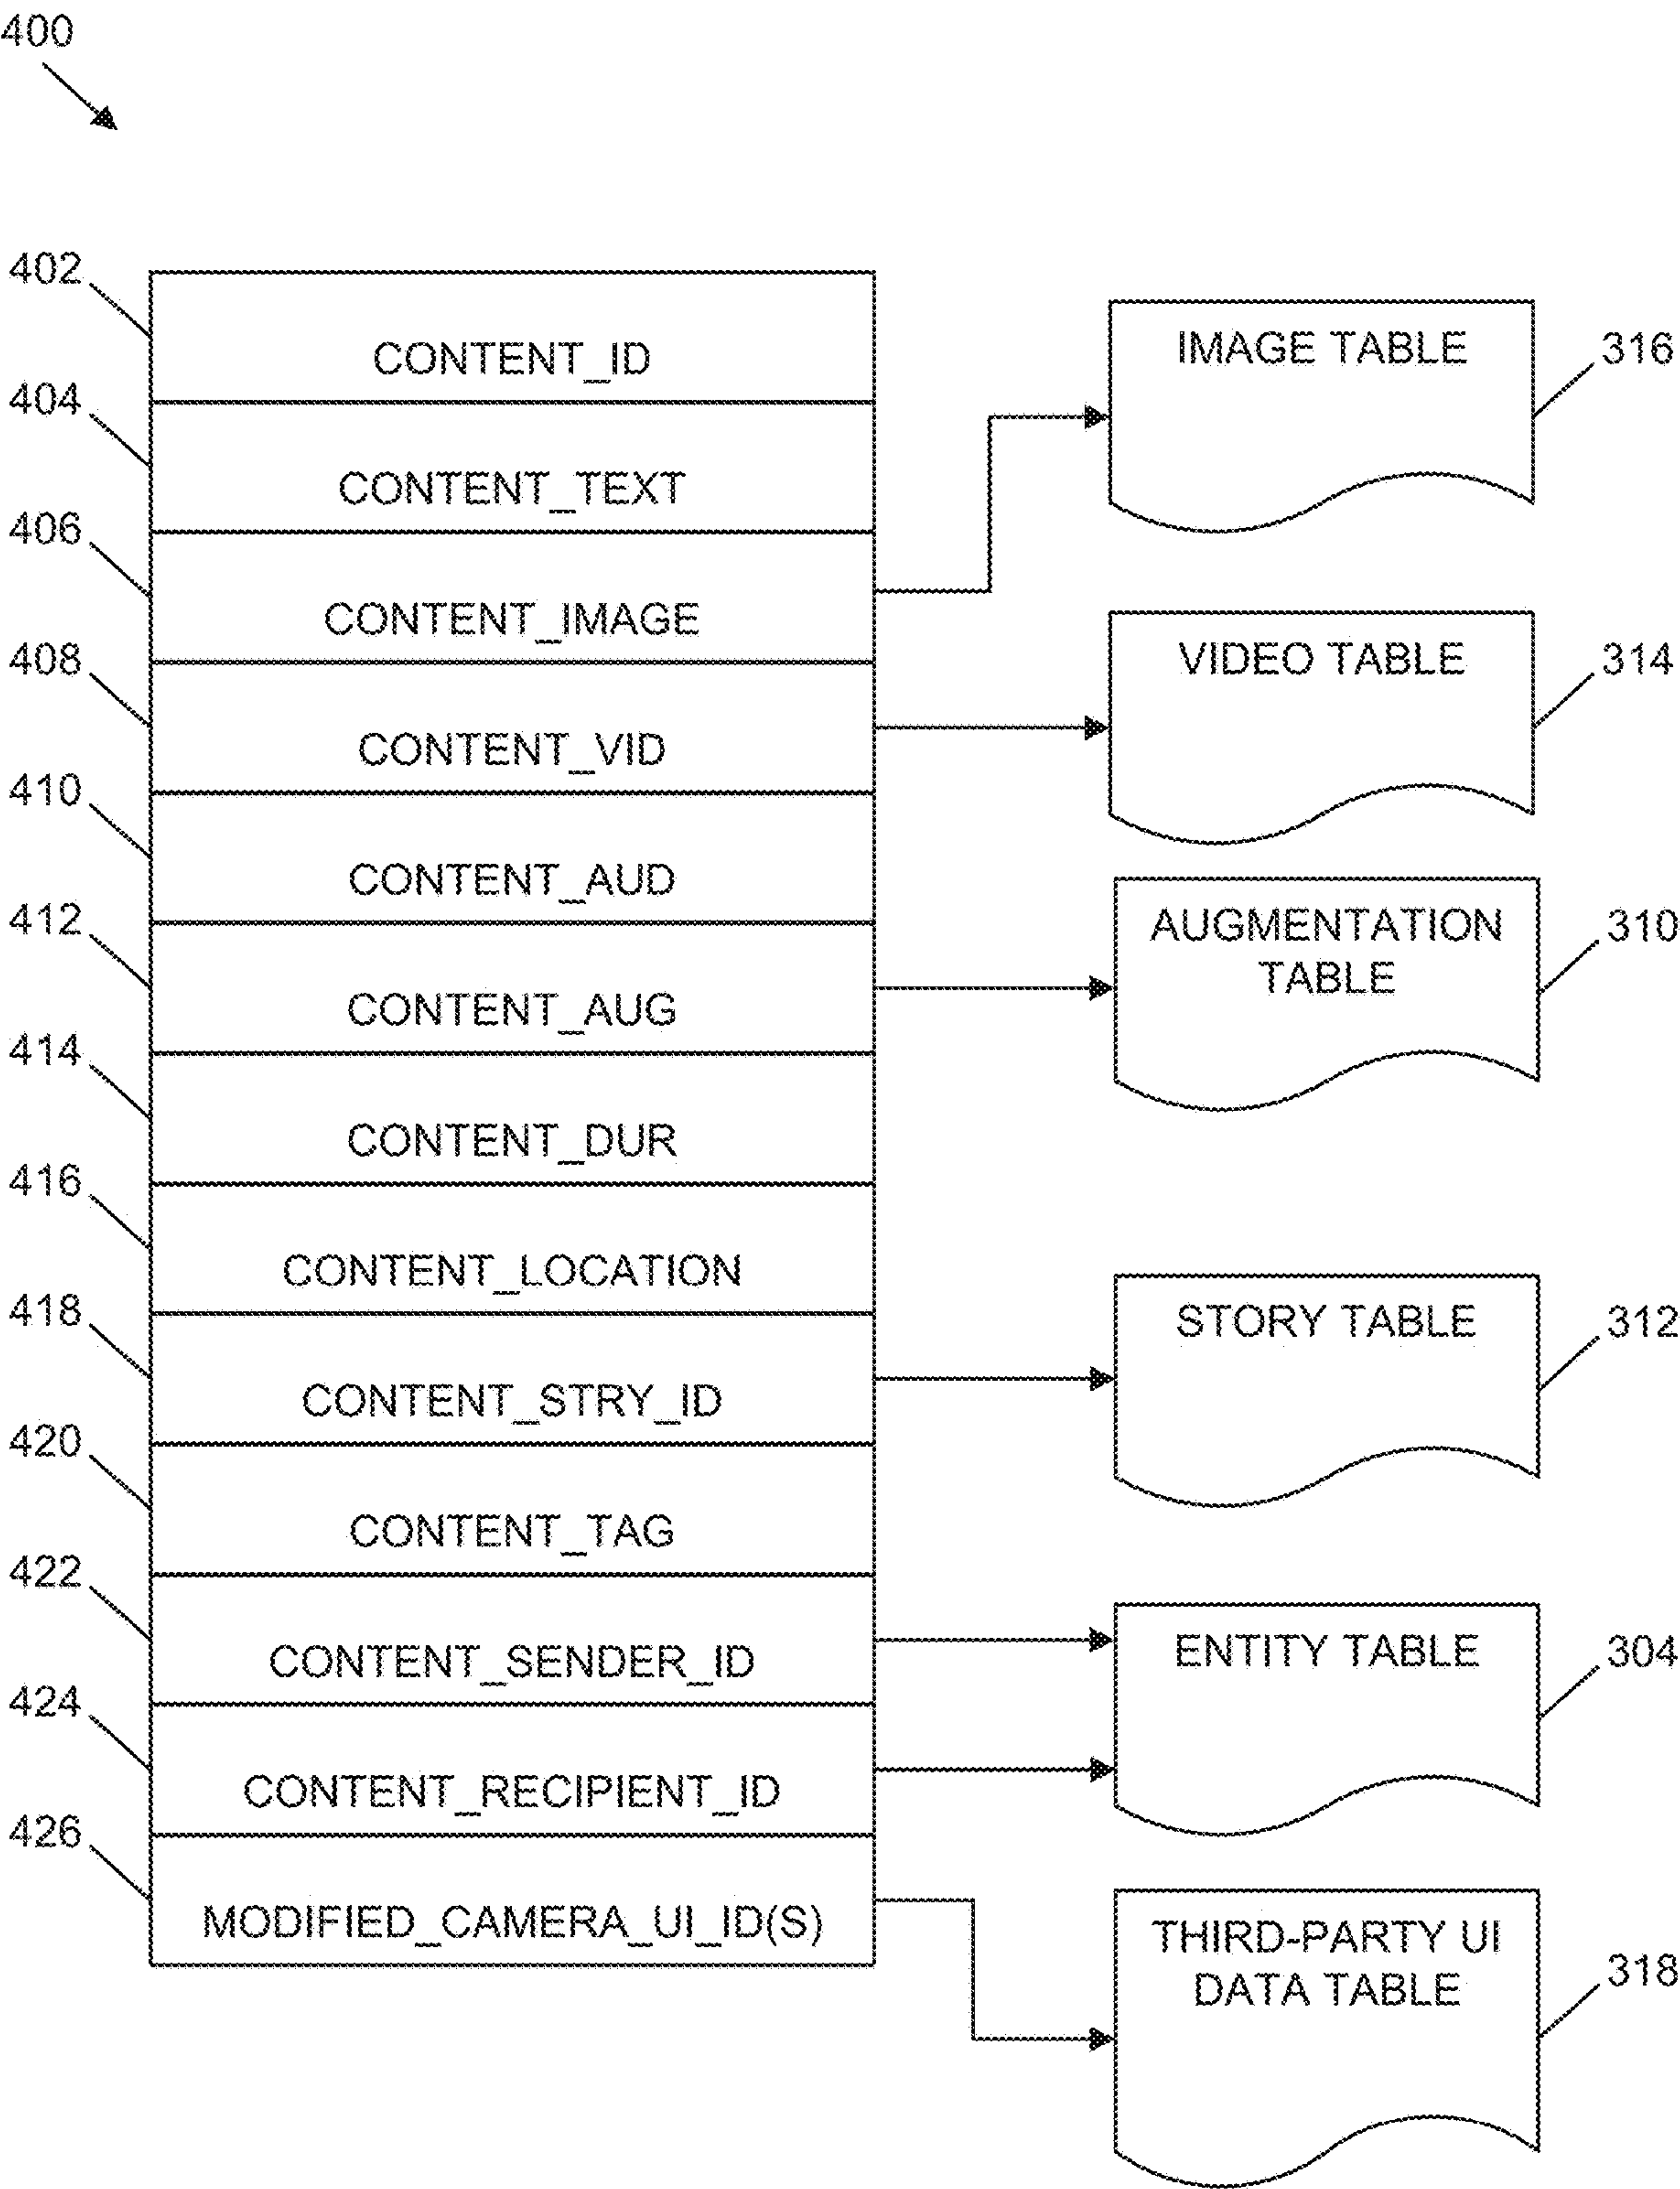 400
402
CONTENT_ID
404
CONTENT_TEXT
406
CONTENT_IMAGE
408
CONTENT_VID
410
CONTENT_AUD
412
CONTENT_AUG
414
CONTENT_DUR
416
CONTENT_LOCATION
418
CONTENT_STRY_ID
420
CONTENT_TAG
422
CONTENT_SENDER_ID
424
CONTENT_RECIPIENT_ID
426
MODIFIED_CAMERA_UI_ID(S)
IMAGE TABLE
316
VIDEO TABLE
314
AUGMENTATION
TABLE
310
STORY TABLE
312
ENTITY TABLE
304
THIRD-PARTY UI
DATA TABLE
318